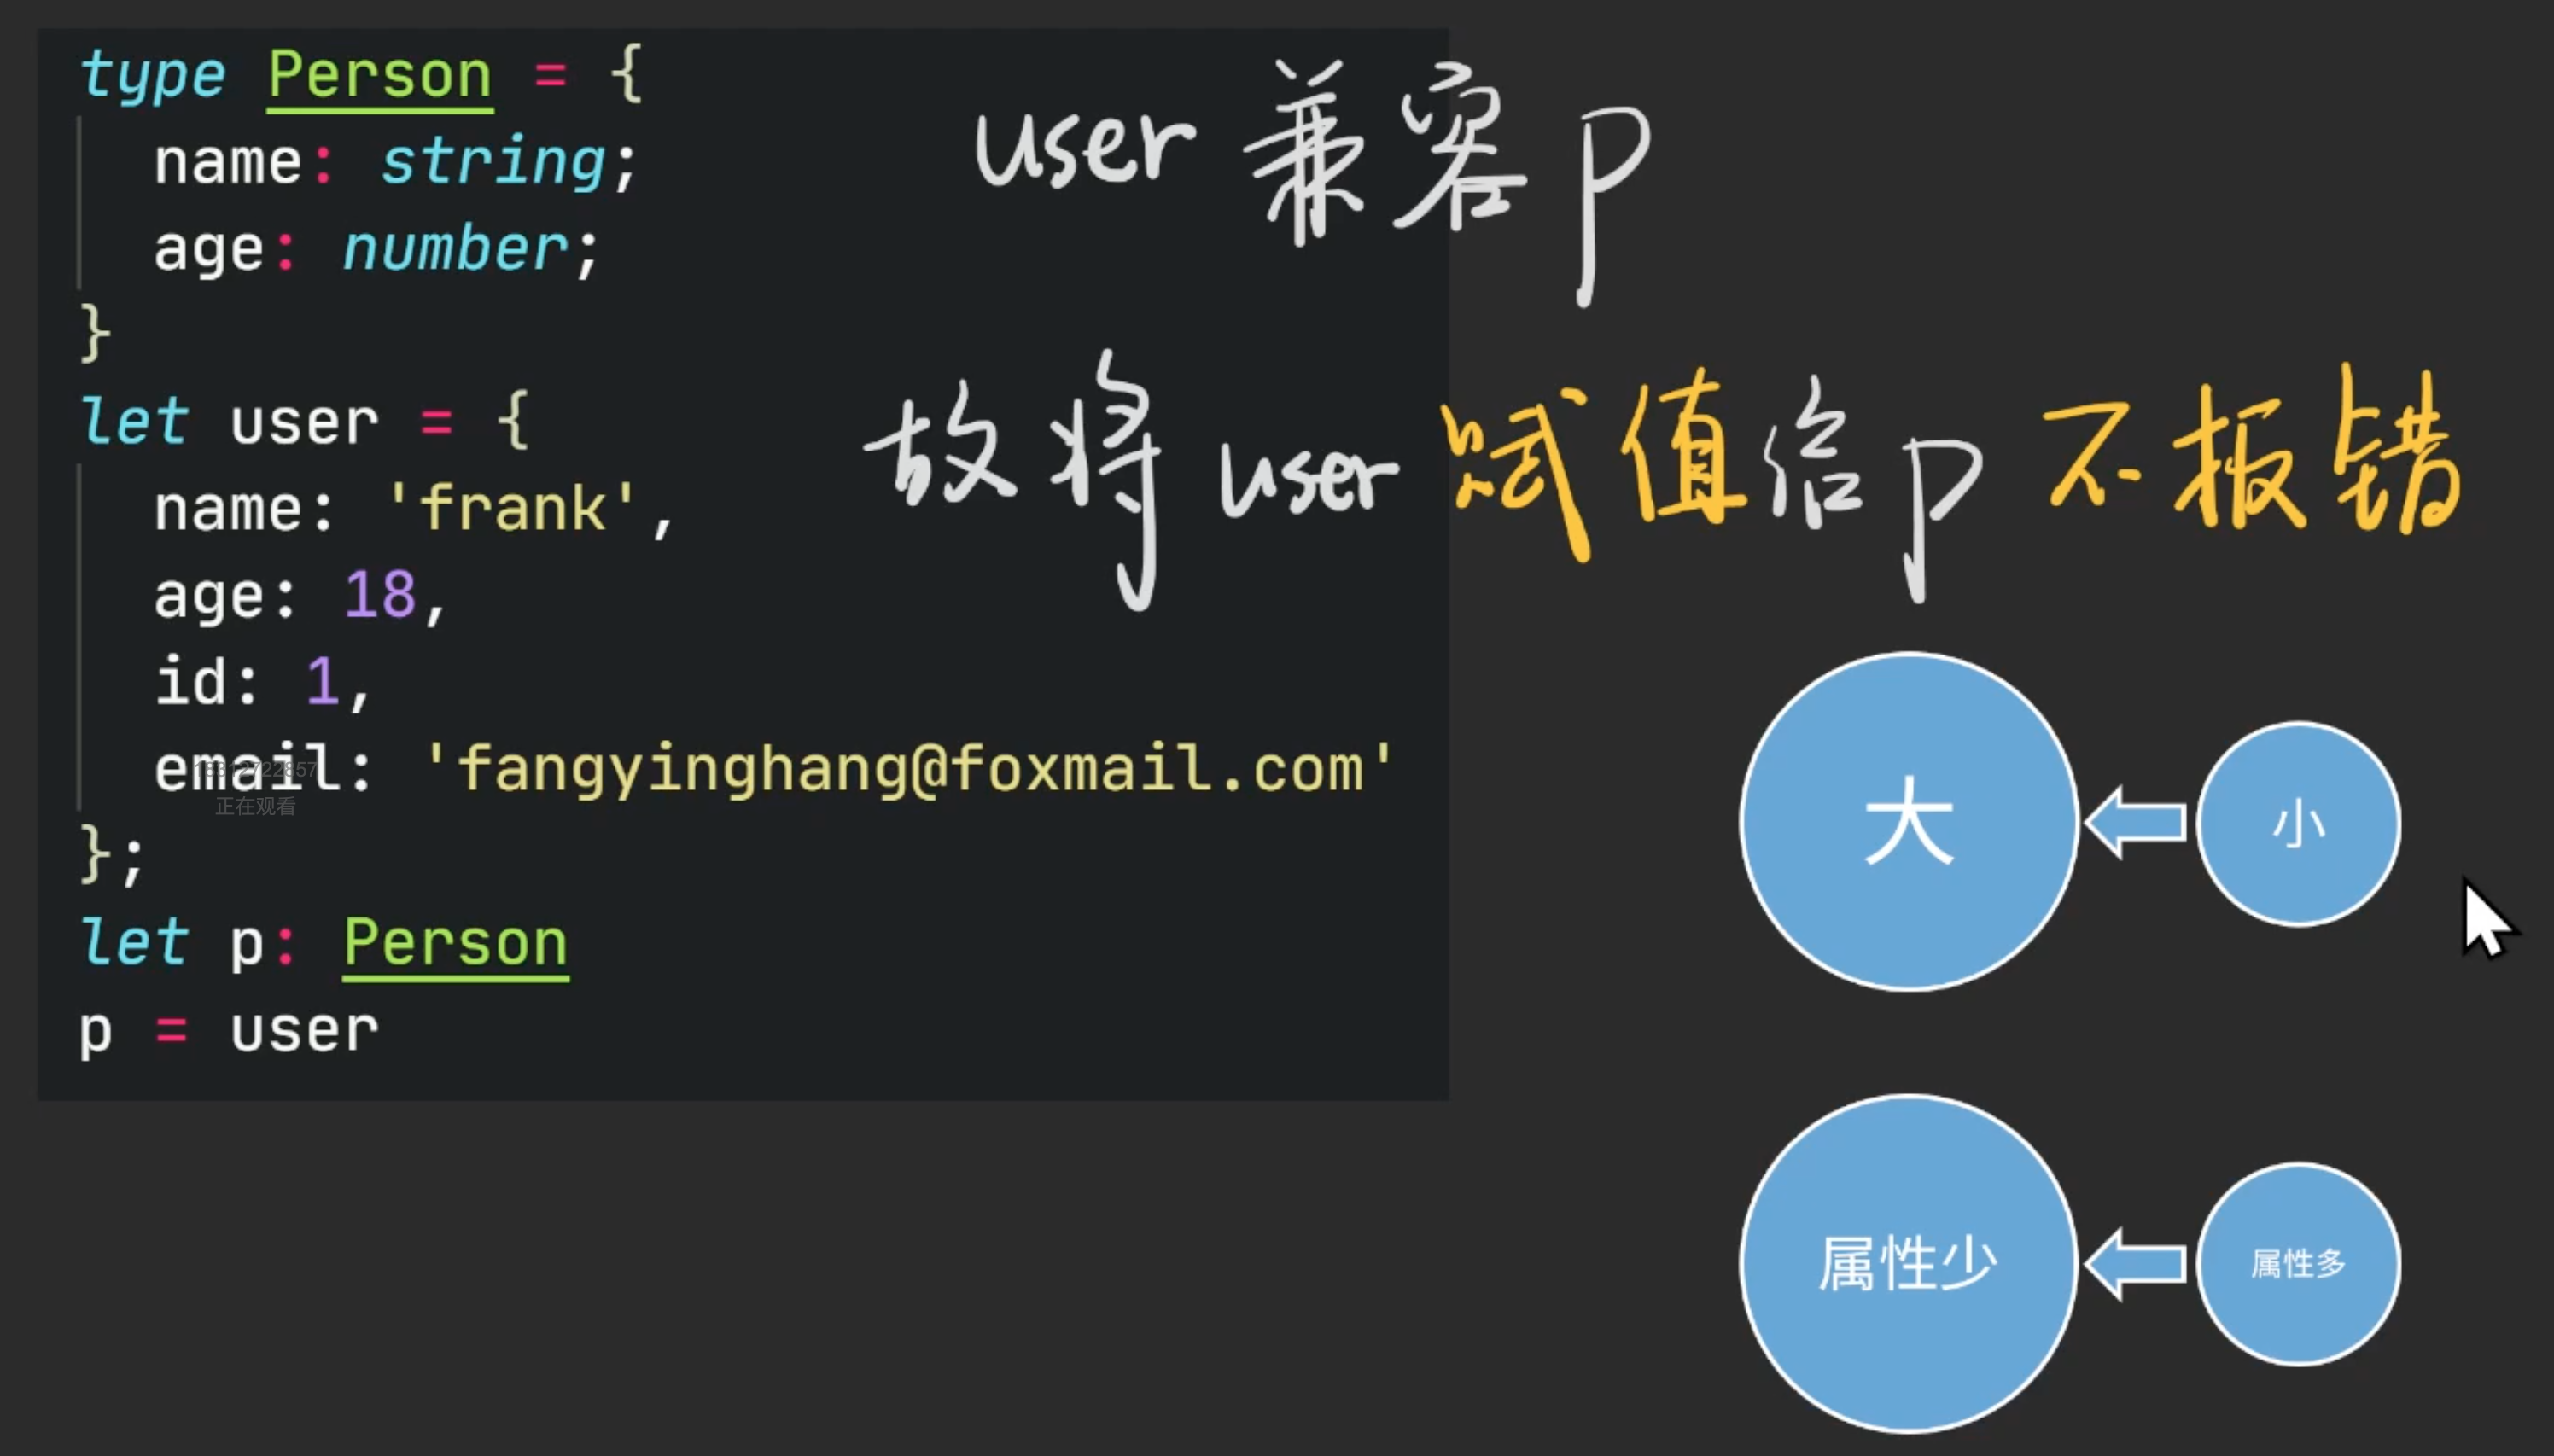 type Person = {
name: string;
age: number;
}
let user = {
name: 'frank',
age: 18,
id: 1,
email: 'fangyinghang@foxmail.com'
};
let p: Person
p = user
user 兼容 p
故将 user 赋值给 p 不报错
大
小
属性少
属性多
18312722857
正在观看